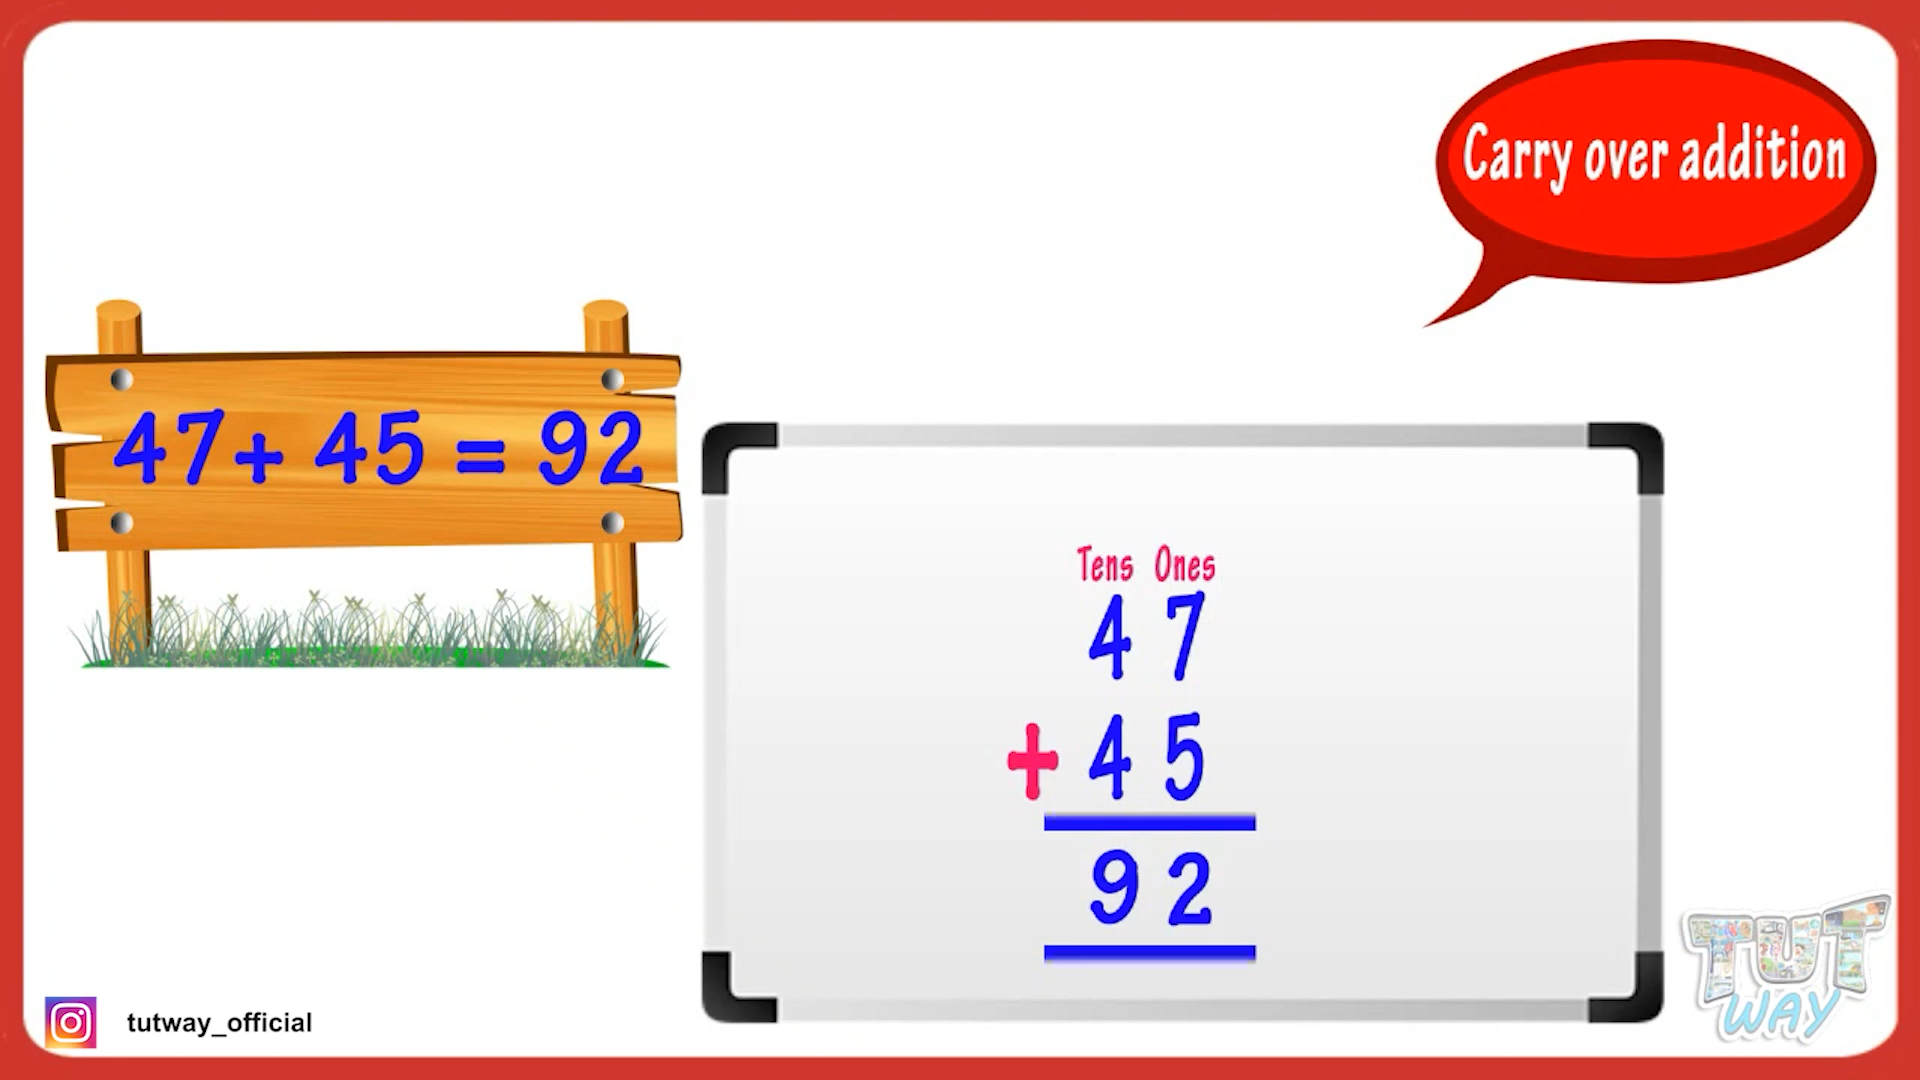 Carry over addition
47+ 45 = 92
Tens Ones
4 7
+ 4 5
9 2
tutway_official
TUT
WAY